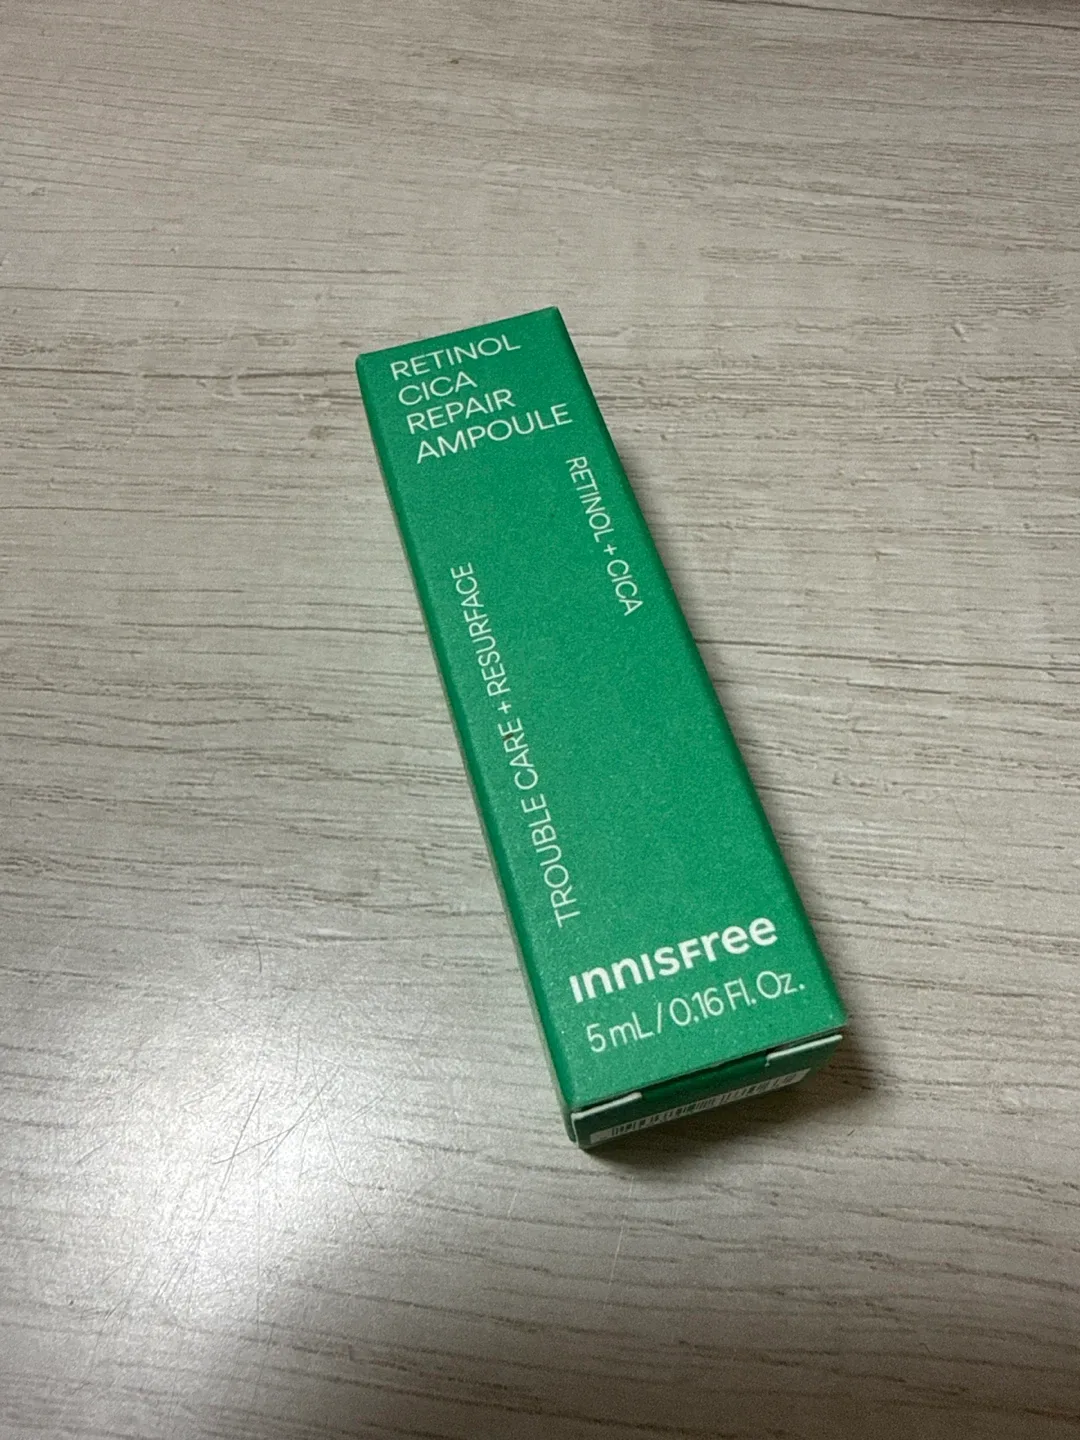 RETINOL
CICA
REPAIR
AMPOULE
RETINOL + CICA
TROUBLE CARE + RESURFACE
INNISFree
5 mL / 0.16 Fl. Oz.